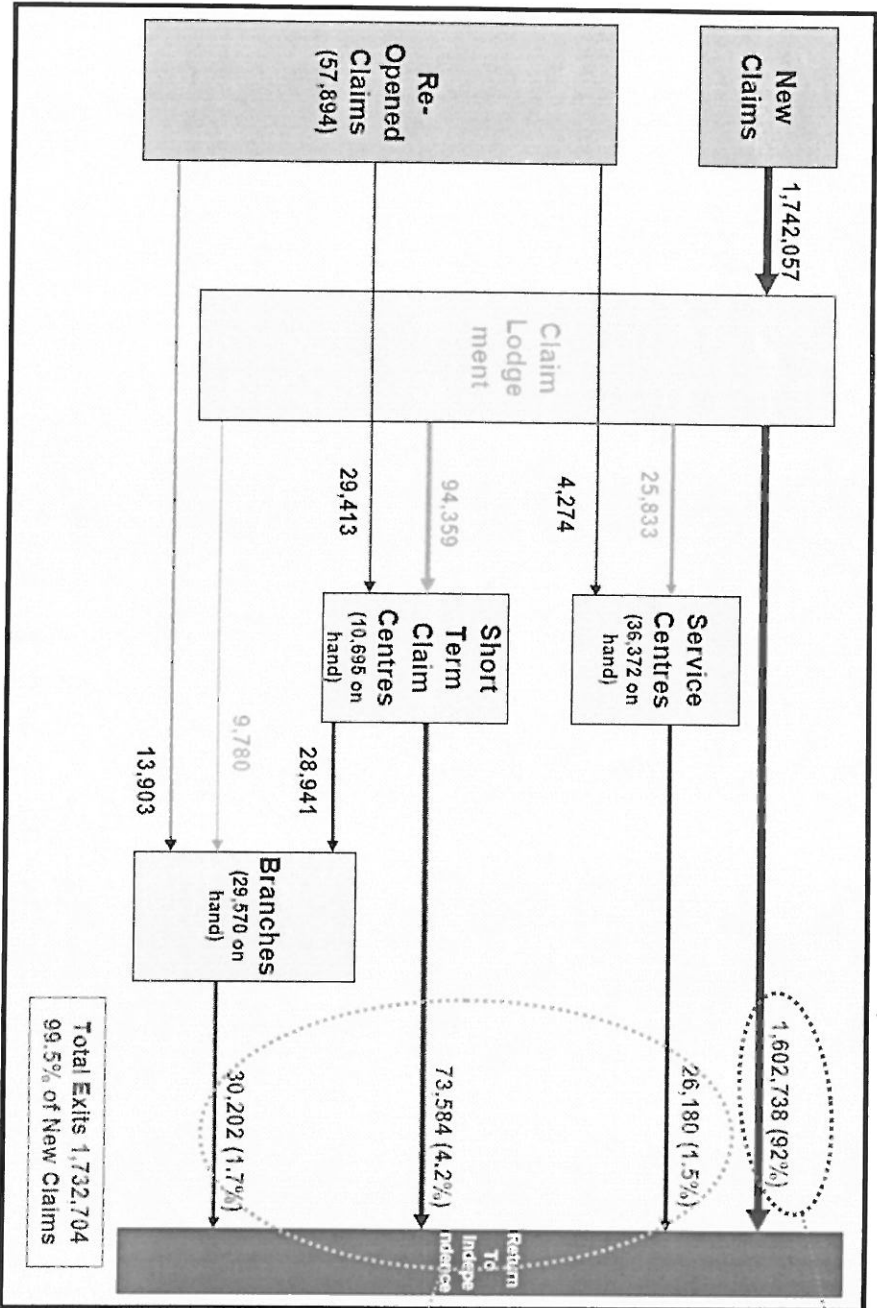 New
Claims
1,742,057
Re-
Opened
Claims
(57,894)
Claim
Lodge
ment
25,833
4,274
94,359
29,413
9,780
13,903
Service
Centres
(36,372 on
hand)
Short
Term
Claim
Centres
(10,695 on
hand)
28,941
Branches
(29,570 on
hand)
1,602,738 (92%)
26,180 (1.5%)
73,584 (4.2%)
30,202 (1.7%)
Return
To
Indepe
ndence
Total Exits 1,732,704
99.5% of New Claims